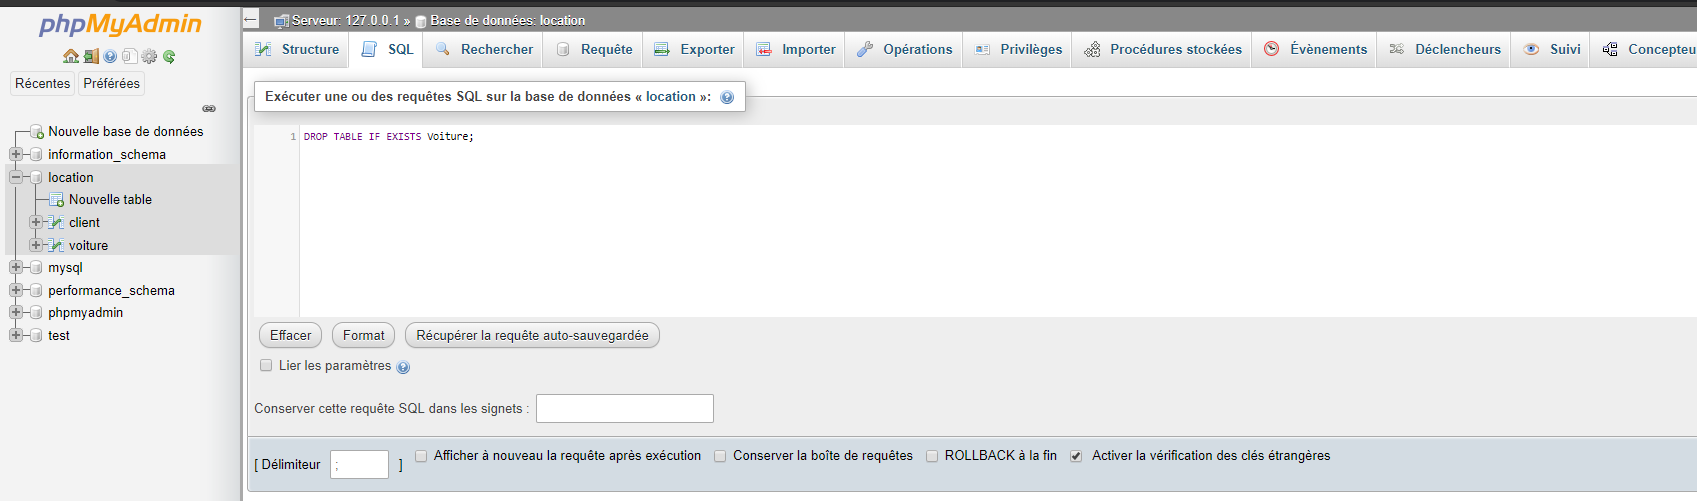 phpMyAdmin
Récentes
Préférées
Nouvelle base de données
information_schema
location
Nouvelle table
client
voiture
mysql
performance_schema
phpmyadmin
test
← Serveur: 127.0.0.1 » Base de données: location
Structure SQL Rechercher Requête Exporter Importer Opérations Privilèges Procédures stockées Évènements Déclencheurs Suivi Concepteu
Exécuter une ou des requêtes SQL sur la base de données « location »:
1 DROP TABLE IF EXISTS Voiture;
Effacer Format Récupérer la requête auto-sauvegardée
Lier les paramètres
Conserver cette requête SQL dans les signets :
[ Délimiteur ; ] Afficher à nouveau la requête après exécution Conserver la boîte de requêtes ROLLBACK à la fin Activer la vérification des clés étrangères